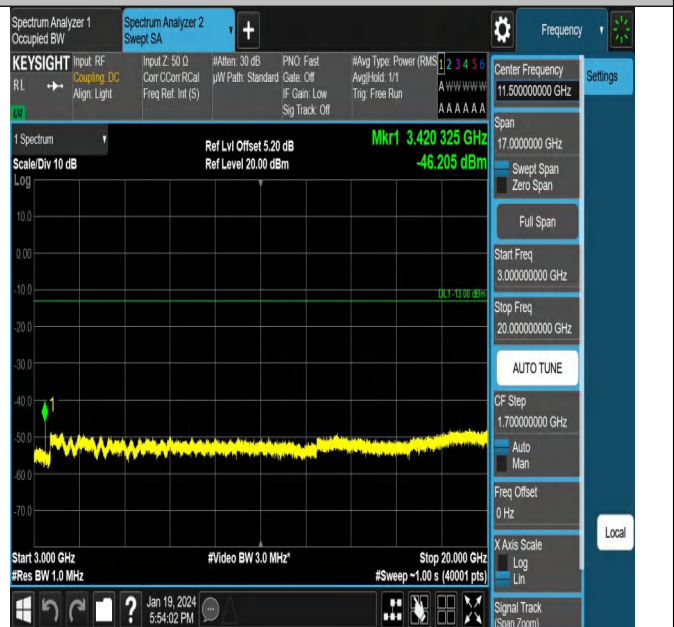 Spectrum Analyzer 1
Occupied BW
Spectrum Analyzer 2
Swept SA
Frequency
KEYSIGHT
RL
LXI
Input: RF
Coupling: DC
Align: Light
Input Z: 50 Ω
Corr CCorr RCal
Freq Ref: Int (S)
#Atten: 30 dB
µW Path: Standard
PNO: Fast
Gate: Off
IF Gain: Low
Sig Track: Off
#Avg Type: Power (RMS
Avg|Hold: 1/1
Trig: Free Run
1 2 3 4 5 6
A W W W W W
A A A A A A
1 Spectrum
Scale/Div 10 dB
Ref Lvl Offset 5.20 dB
Ref Level 20.00 dBm
Mkr1 3.420 325 GHz
-46.205 dBm
Log
10.0
0.00
-10.0
-20.0
-30.0
-40.0
-50.0
-60.0
-70.0
DL1 -13.00 dBm
1
Start 3.000 GHz
#Res BW 1.0 MHz
#Video BW 3.0 MHz*
Stop 20.000 GHz
#Sweep ~1.00 s (40001 pts)
Jan 19, 2024
5:54:02 PM
Center Frequency
11.500000000 GHz
Settings
Span
17.0000000 GHz
Swept Span
Zero Span
Full Span
Start Freq
3.000000000 GHz
Stop Freq
20.000000000 GHz
AUTO TUNE
CF Step
1.700000000 GHz
Auto
Man
Freq Offset
0 Hz
X Axis Scale
Log
Lin
Local
Signal Track
(Span Zoom)